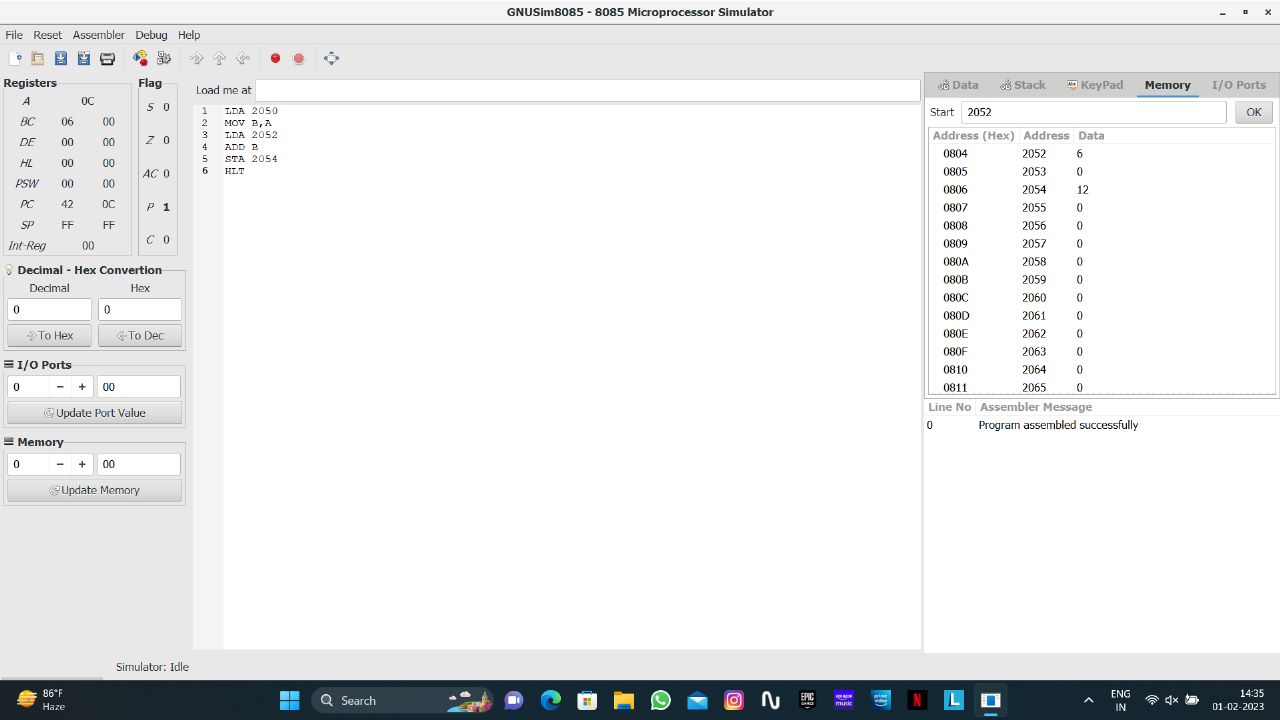 GNUSim8085 - 8085 Microprocessor Simulator
File Reset Assembler Debug Help
Registers
A 0C
BC 06 00
DE 00 00
HL 00 00
PSW 00 00
PC 42 0C
SP FF FF
Int-Reg 00
Flag
S 0
Z 0
AC 0
P 1
C 0
Decimal - Hex Convertion
Decimal Hex
0 0
To Hex To Dec
I/O Ports
0 − + 00
Update Port Value
Memory
0 − + 00
Update Memory
Load me at
1 LDA 2050
2 MOV B,A
3 LDA 2052
4 ADD B
5 STA 2054
6 HLT
Data Stack KeyPad Memory I/O Ports
Start 2052 OK
Address (Hex) Address Data
0804 2052 6
0805 2053 0
0806 2054 12
0807 2055 0
0808 2056 0
0809 2057 0
080A 2058 0
080B 2059 0
080C 2060 0
080D 2061 0
080E 2062 0
080F 2063 0
0810 2064 0
0811 2065 0
Line No Assembler Message
0 Program assembled successfully
Simulator: Idle
86°F
Haze
Search
EPIC
GAMES
amazon
music
prime
video
N
L
ENG
IN
14:35
01-02-2023